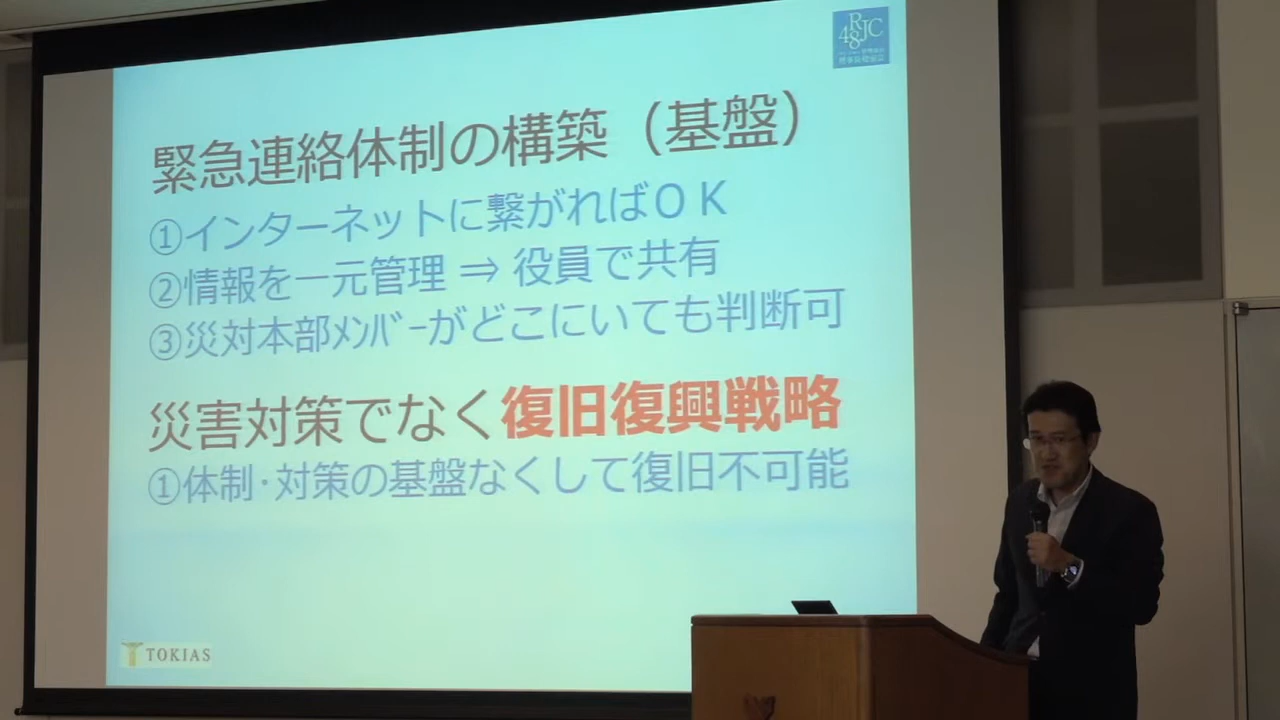 RJC
48
緊急連絡体制の構築（基盤）
①インターネットに繋がればＯＫ
②情報を一元管理 ⇒ 役員で共有
③災対本部ﾒﾝﾊﾞｰがどこにいても判断可
災害対策でなく復旧復興戦略
①体制･対策の基盤なくして復旧不可能
TOKIAS